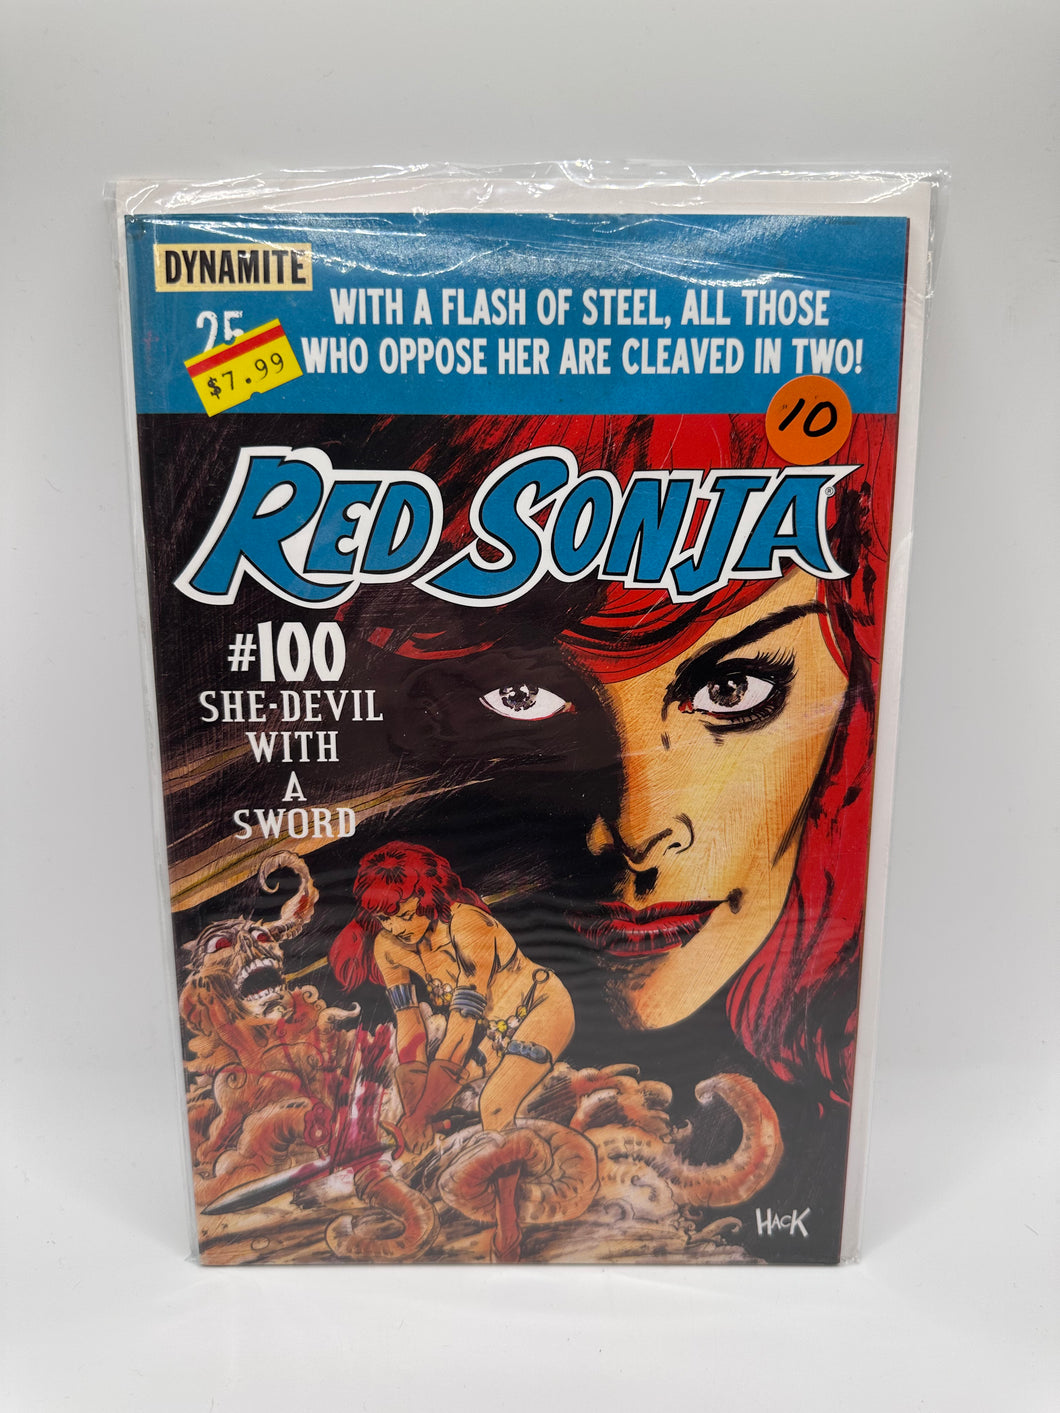 DYNAMITE
25
$7.99
WITH A FLASH OF STEEL, ALL THOSE
WHO OPPOSE HER ARE CLEAVED IN TWO!
10
RED SONJA®
#100
SHE-DEVIL
WITH
A
SWORD
HACK